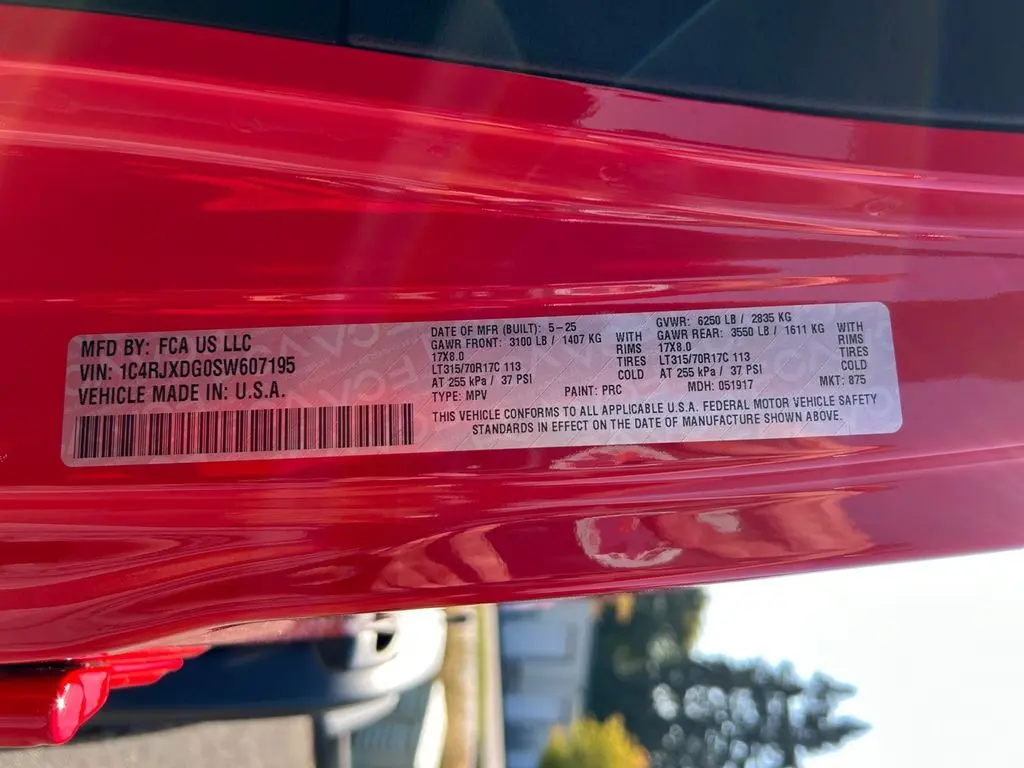 MFD BY: FCA US LLC
VIN: 1C4RJXDG0SW607195
VEHICLE MADE IN: U.S.A.
DATE OF MFR (BUILT): 5-25
GAWR FRONT: 3100 LB / 1407 KG WITH
17X8.0 RIMS
LT315/70R17C 113 TIRES
AT 255 kPa / 37 PSI COLD
TYPE: MPV PAINT: PRC
GVWR: 6250 LB / 2835 KG
GAWR REAR: 3550 LB / 1611 KG WITH
17X8.0 RIMS
LT315/70R17C 113 TIRES
AT 255 kPa / 37 PSI COLD
MDH: 051917 MKT: 875
THIS VEHICLE CONFORMS TO ALL APPLICABLE U.S.A. FEDERAL MOTOR VEHICLE SAFETY
STANDARDS IN EFFECT ON THE DATE OF MANUFACTURE SHOWN ABOVE.